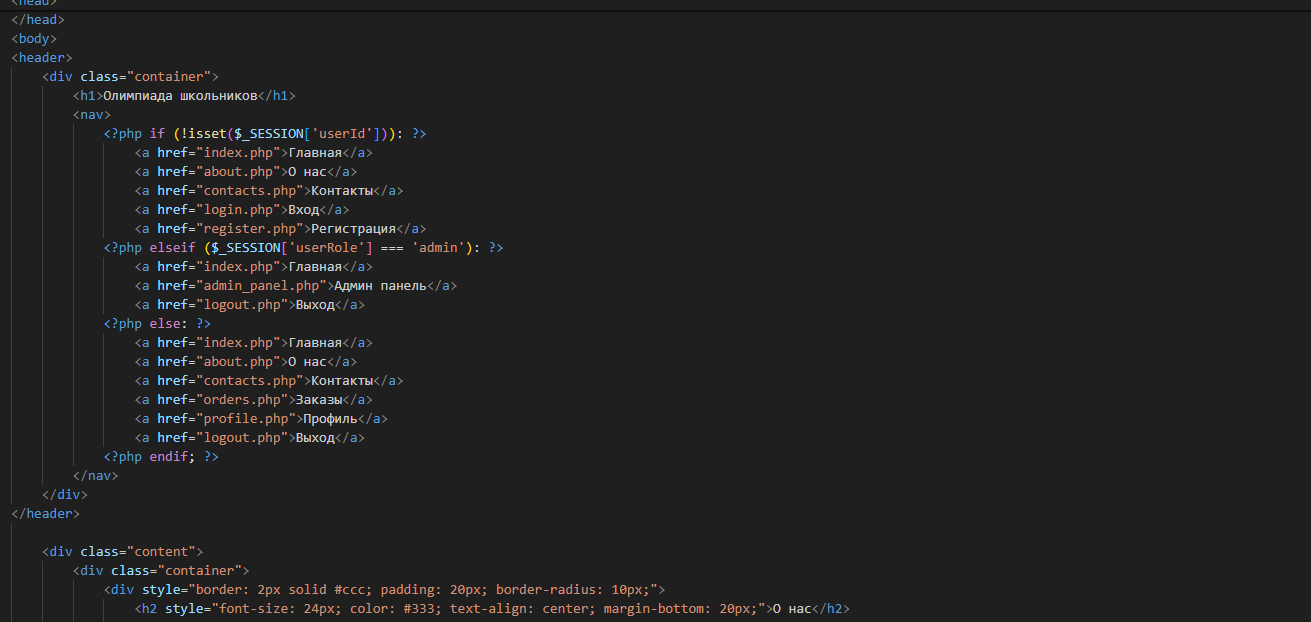 <head>
</head>
<body>
<header>
<div class="container">
<h1>Олимпиада школьников</h1>
<nav>
<?php if (!isset($_SESSION['userId'])): ?>
<a href="index.php">Главная</a>
<a href="about.php">О нас</a>
<a href="contacts.php">Контакты</a>
<a href="login.php">Вход</a>
<a href="register.php">Регистрация</a>
<?php elseif ($_SESSION['userRole'] === 'admin'): ?>
<a href="index.php">Главная</a>
<a href="admin_panel.php">Админ панель</a>
<a href="logout.php">Выход</a>
<?php else: ?>
<a href="index.php">Главная</a>
<a href="about.php">О нас</a>
<a href="contacts.php">Контакты</a>
<a href="orders.php">Заказы</a>
<a href="profile.php">Профиль</a>
<a href="logout.php">Выход</a>
<?php endif; ?>
</nav>
</div>
</header>
<div class="content">
<div class="container">
<div style="border: 2px solid #ccc; padding: 20px; border-radius: 10px;">
<h2 style="font-size: 24px; color: #333; text-align: center; margin-bottom: 20px;">О нас</h2>